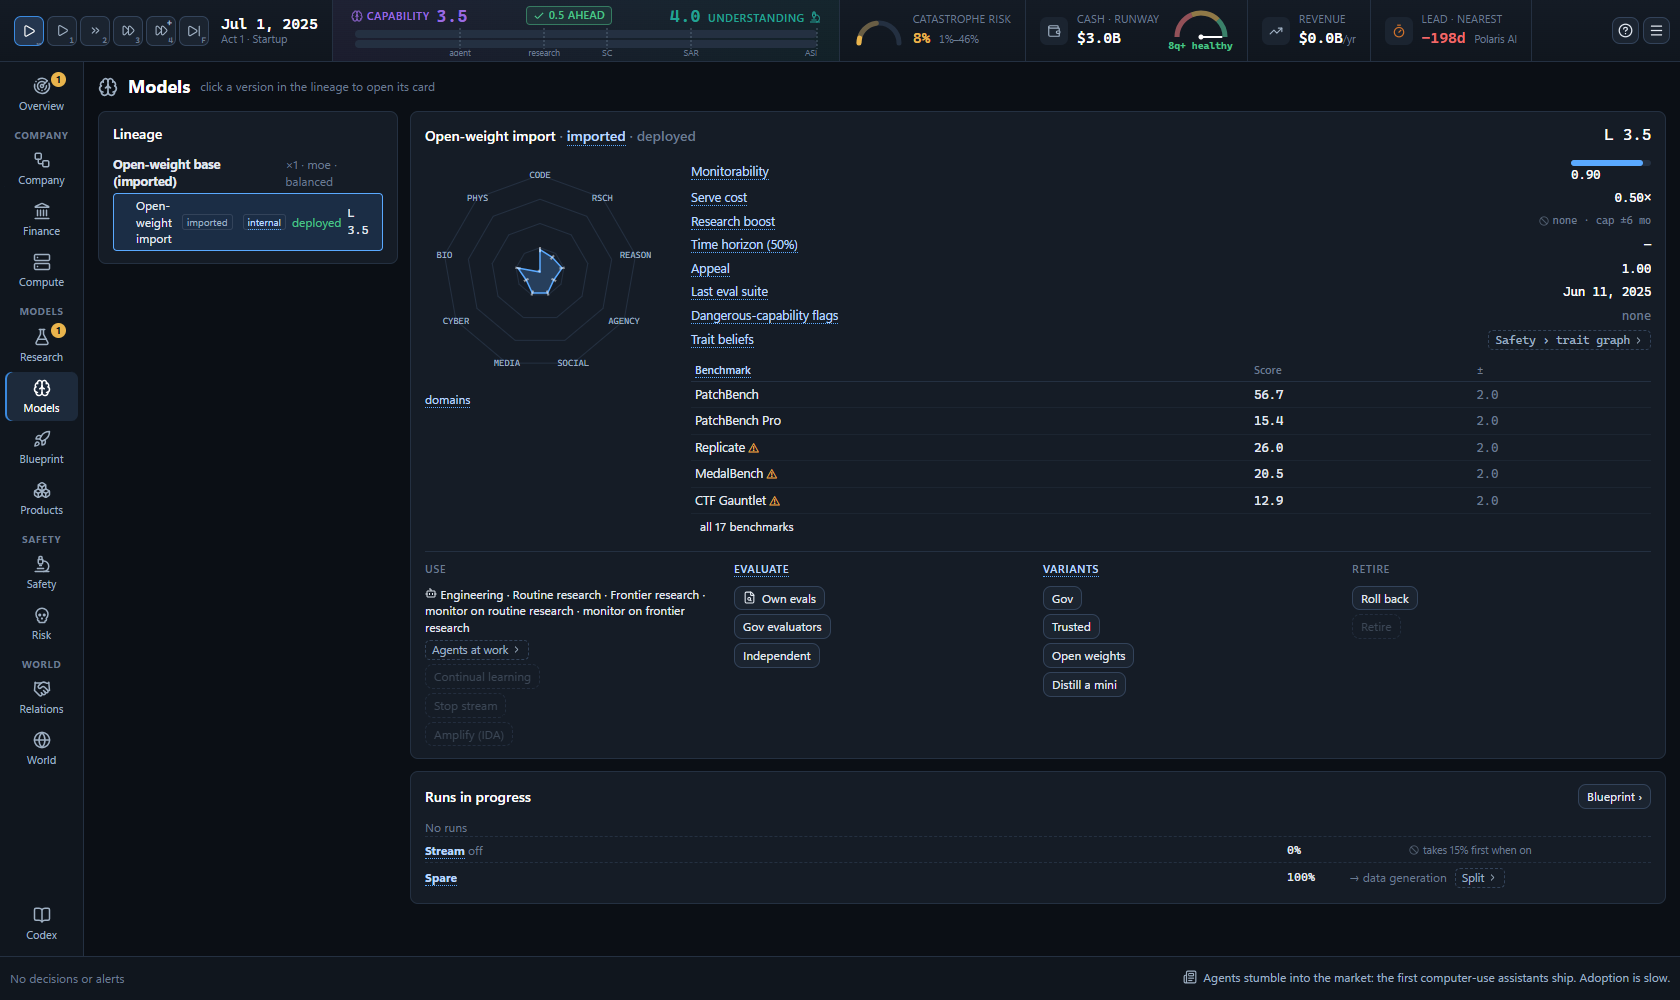 1
2
3
4
F
Jul 1, 2025
Act 1 · Startup
CAPABILITY 3.5
0.5 AHEAD
4.0 UNDERSTANDING
agent
research
SC
SAR
ASI
CATASTROPHE RISK
8% 1%–46%
CASH · RUNWAY
$3.0B
8q+ healthy
REVENUE
$0.0B/yr
LEAD · NEAREST
−198d Polaris AI
Overview
1
COMPANY
Company
Finance
Compute
MODELS
Research
1
Models
Blueprint
Products
SAFETY
Safety
Risk
WORLD
Relations
World
Codex
Models click a version in the lineage to open its card
Lineage
Open-weight base (imported)
×1 · moe · balanced
Open-weight import
imported
internal
deployed
L 3.5
Open-weight import · imported · deployed
L 3.5
CODE
RSCH
REASON
AGENCY
SOCIAL
MEDIA
CYBER
BIO
PHYS
domains
Monitorability 0.90
Serve cost 0.50×
Research boost none · cap ±6 mo
Time horizon (50%) —
Appeal 1.00
Last eval suite Jun 11, 2025
Dangerous-capability flags none
Trait beliefs Safety › trait graph ›
Benchmark Score ±
PatchBench 56.7 2.0
PatchBench Pro 15.4 2.0
Replicate 26.0 2.0
MedalBench 20.5 2.0
CTF Gauntlet 12.9 2.0
all 17 benchmarks
USE
Engineering · Routine research · Frontier research ·
monitor on routine research · monitor on frontier
research
Agents at work ›
Continual learning
Stop stream
Amplify (IDA)
EVALUATE
Own evals
Gov evaluators
Independent
VARIANTS
Gov
Trusted
Open weights
Distill a mini
RETIRE
Roll back
Retire
Runs in progress
Blueprint ›
No runs
Stream off 0% takes 15% first when on
Spare 100% → data generation Split ›
No decisions or alerts
Agents stumble into the market: the first computer-use assistants ship. Adoption is slow.